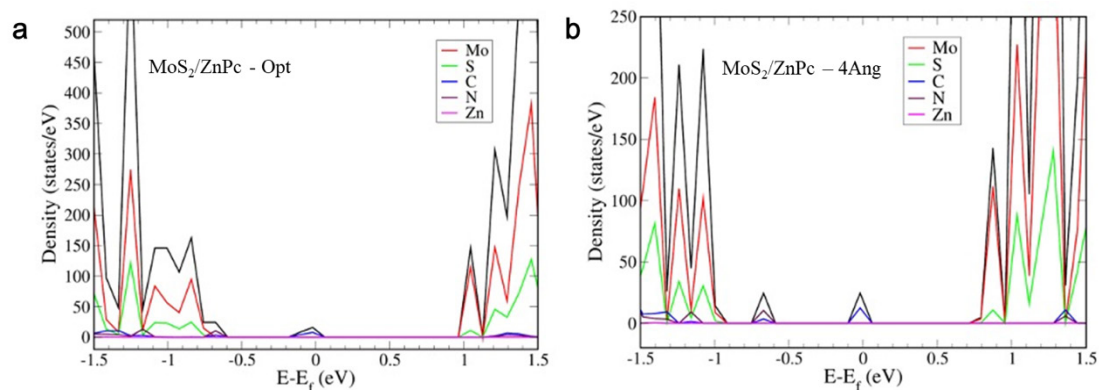 a
MoS₂/ZnPc - Opt
Mo
S
C
N
Zn
Density (states/eV)
500
450
400
350
300
250
200
150
100
50
0
-1.5
-1
-0.5
0
0.5
1
1.5
E-E_f (eV)
b
MoS₂/ZnPc – 4Ang
Mo
S
C
N
Zn
Density (states/eV)
250
200
150
100
50
0
-1.5
-1
-0.5
0
0.5
1
1.5
E-E_f (eV)